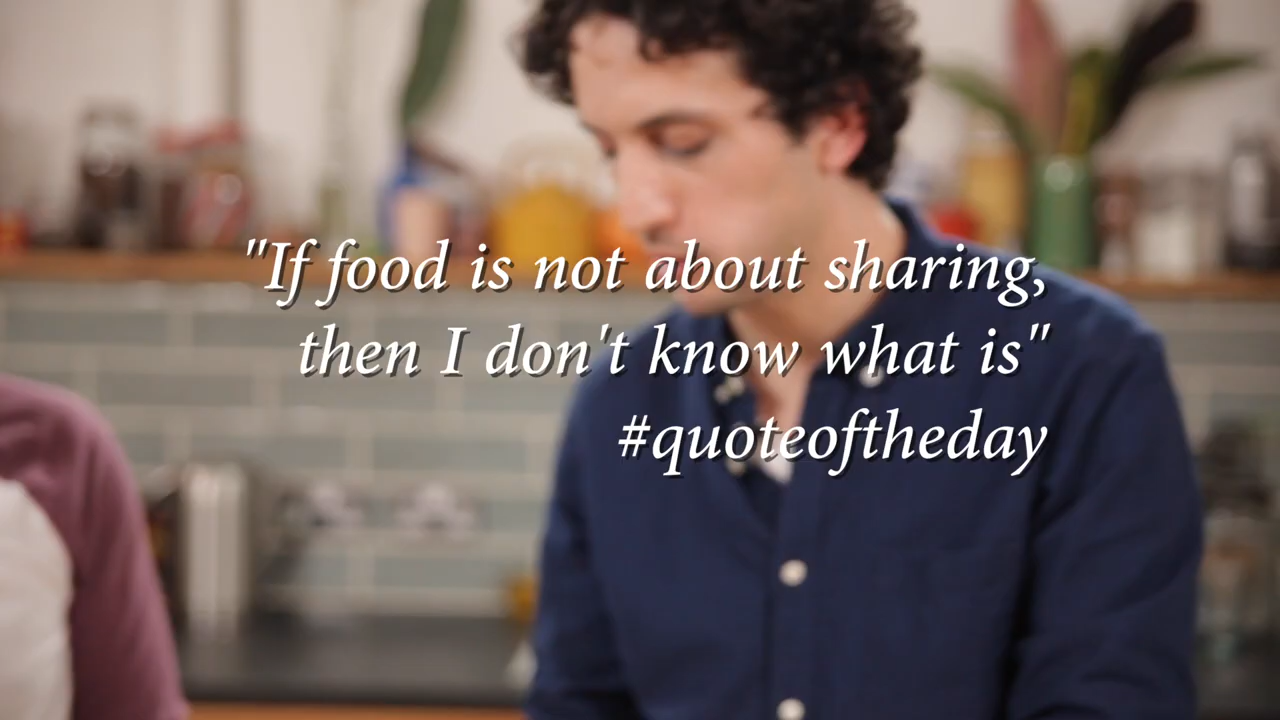 "If food is not about sharing,
then I don't know what is"
#quoteoftheday